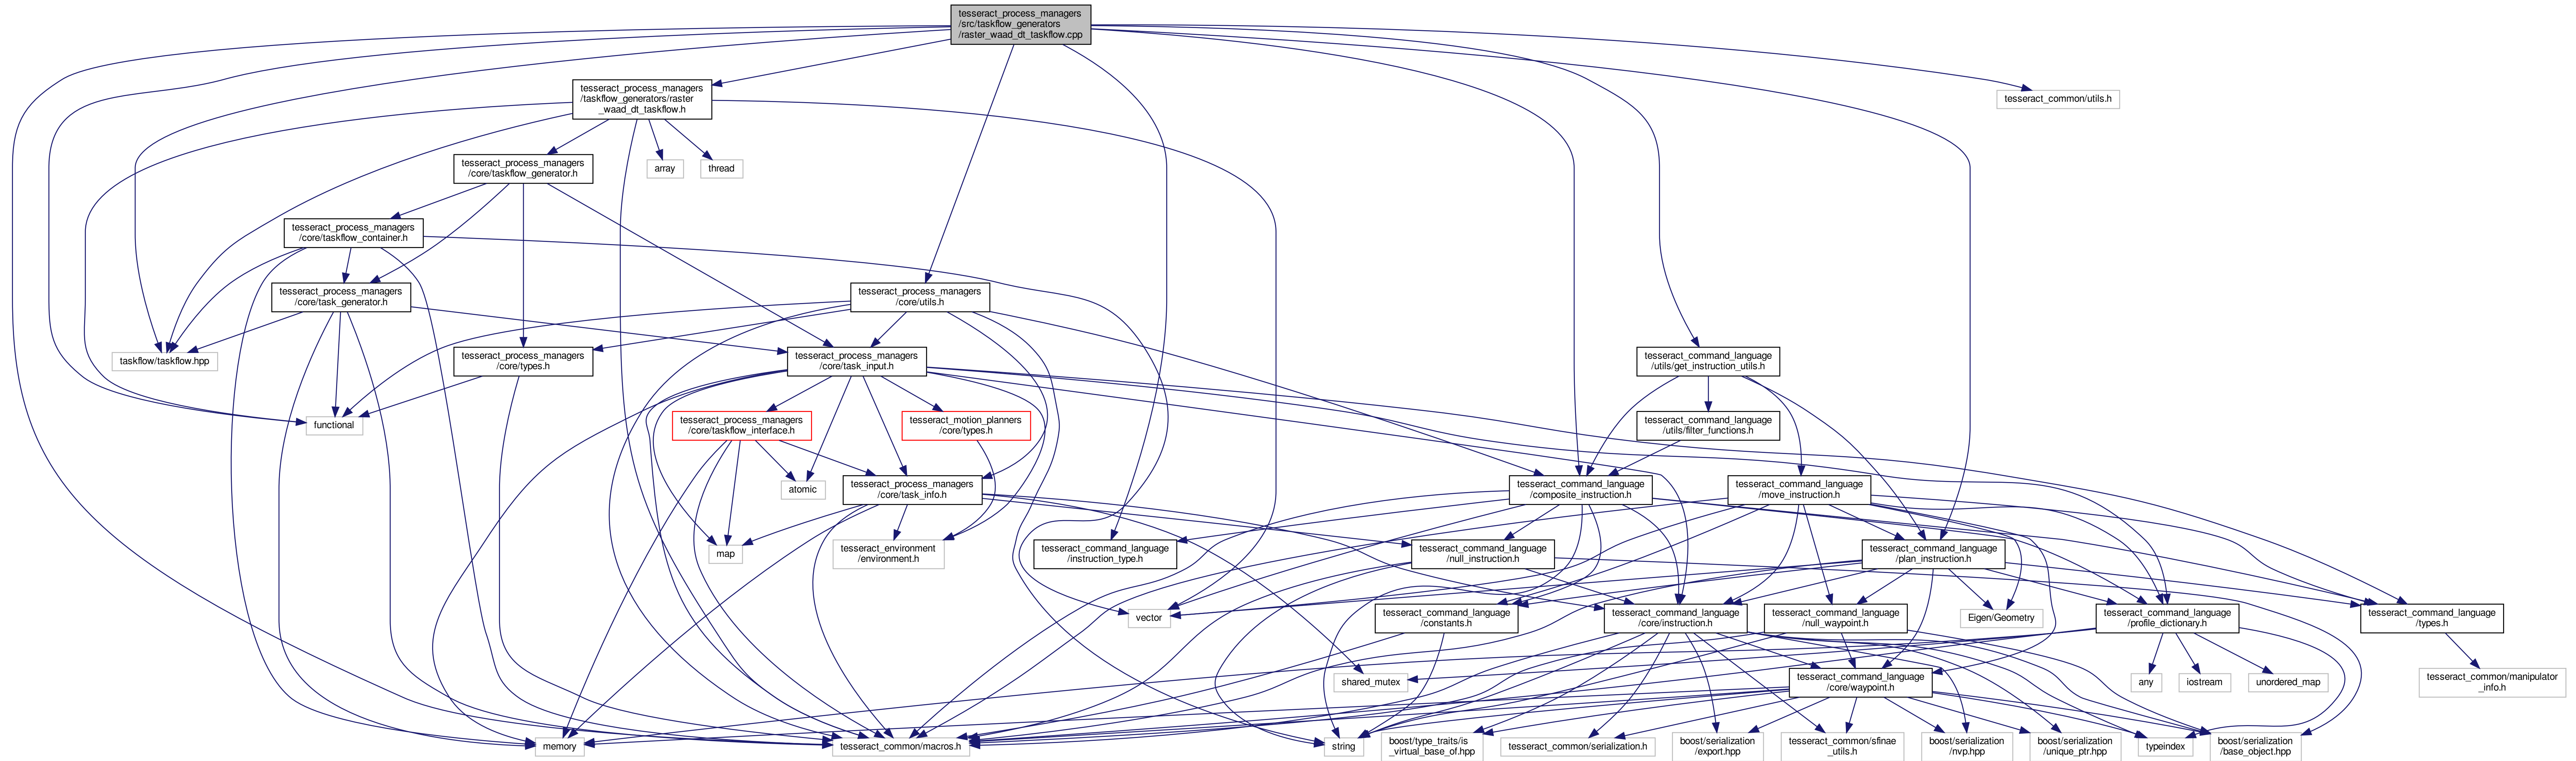 tesseract_process_managers
/src/taskflow_generators
/raster_waad_dt_taskflow.cpp
tesseract_process_managers
/taskflow_generators/raster
_waad_dt_taskflow.h
tesseract_common/utils.h
tesseract_process_managers
/core/taskflow_generator.h
array
thread
tesseract_process_managers
/core/taskflow_container.h
tesseract_process_managers
/core/task_generator.h
tesseract_process_managers
/core/utils.h
taskflow/taskflow.hpp
tesseract_process_managers
/core/types.h
tesseract_process_managers
/core/task_input.h
tesseract_command_language
/utils/get_instruction_utils.h
functional
tesseract_process_managers
/core/taskflow_interface.h
tesseract_motion_planners
/core/types.h
tesseract_command_language
/utils/filter_functions.h
atomic
tesseract_process_managers
/core/task_info.h
tesseract_command_language
/composite_instruction.h
tesseract_command_language
/move_instruction.h
map
tesseract_environment
/environment.h
tesseract_command_language
/instruction_type.h
tesseract_command_language
/null_instruction.h
tesseract_command_language
/plan_instruction.h
vector
tesseract_command_language
/constants.h
tesseract_command_language
/core/instruction.h
tesseract_command_language
/null_waypoint.h
Eigen/Geometry
tesseract_command_language
/profile_dictionary.h
tesseract_command_language
/types.h
shared_mutex
tesseract_command_language
/core/waypoint.h
any
iostream
unordered_map
tesseract_common/manipulator
_info.h
memory
tesseract_common/macros.h
string
boost/type_traits/is
_virtual_base_of.hpp
tesseract_common/serialization.h
boost/serialization
/export.hpp
tesseract_common/sfinae
_utils.h
boost/serialization
/nvp.hpp
boost/serialization
/unique_ptr.hpp
typeindex
boost/serialization
/base_object.hpp